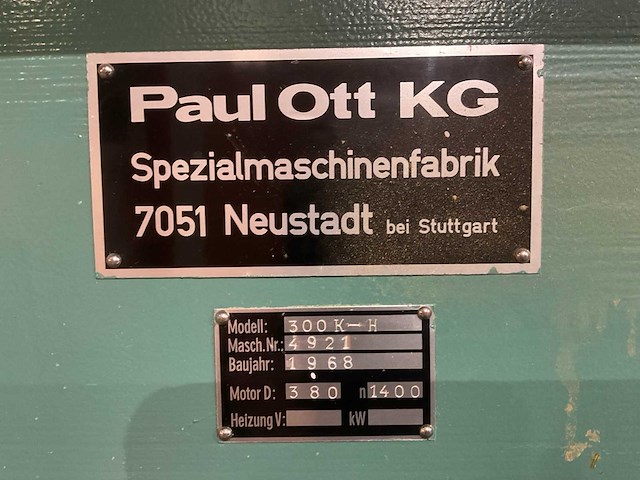 Paul Ott KG
Spezialmaschinenfabrik
7051 Neustadt bei Stuttgart
Modell: 300K-H
Masch.Nr.: 4921
Baujahr: 1968
Motor D: 380 n 1400
Heizung V: kW